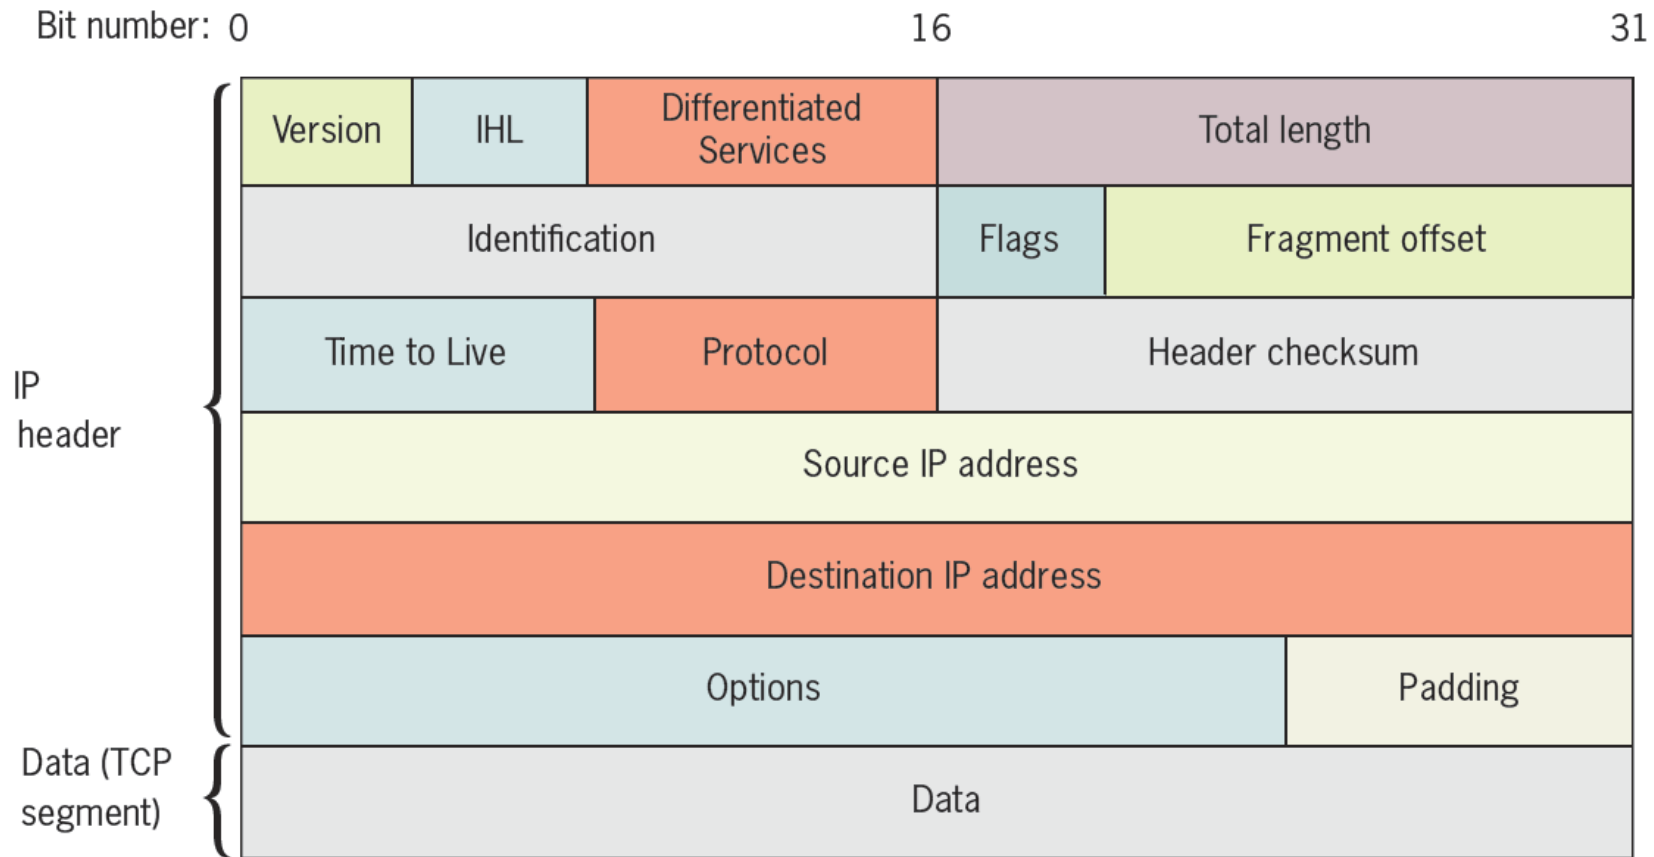 Bit number: 0 16 31
Version IHL Differentiated Services Total length
Identification Flags Fragment offset
Time to Live Protocol Header checksum
IP
header
Source IP address
Destination IP address
Options Padding
Data (TCP
segment)
Data